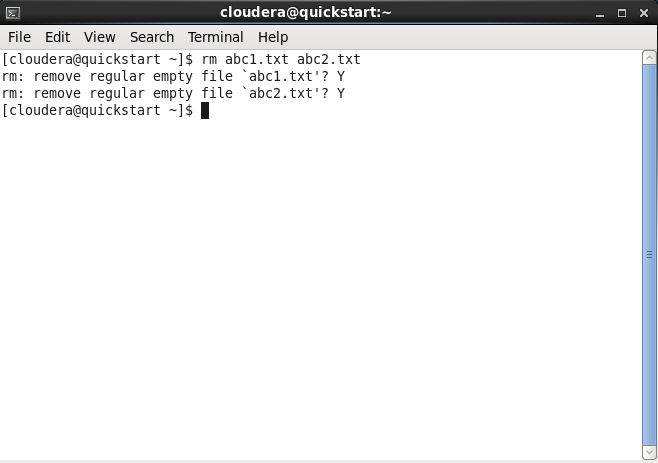 cloudera@quickstart:~
File Edit View Search Terminal Help
[cloudera@quickstart ~]$ rm abc1.txt abc2.txt
rm: remove regular empty file `abc1.txt'? Y
rm: remove regular empty file `abc2.txt'? Y
[cloudera@quickstart ~]$